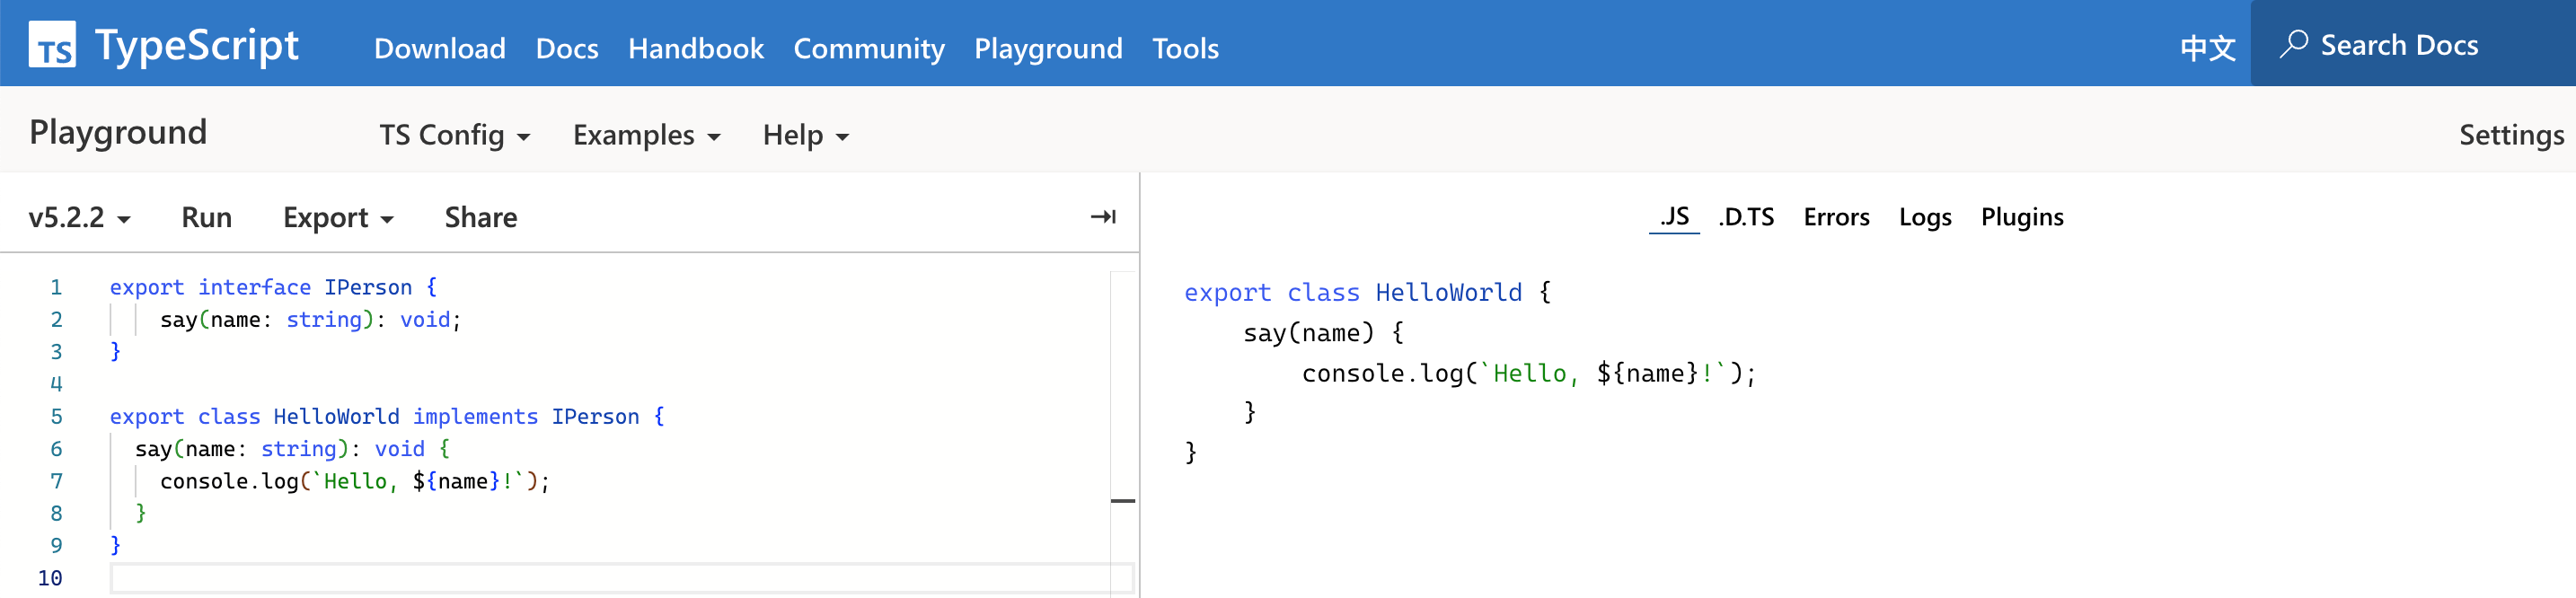 TS TypeScript Download Docs Handbook Community Playground Tools 中文 Search Docs
Playground TS Config Examples Help Settings
v5.2.2 Run Export Share
1 export interface IPerson {
2 say(name: string): void;
3 }
4
5 export class HelloWorld implements IPerson {
6 say(name: string): void {
7 console.log(`Hello, ${name}!`);
8 }
9 }
10
.JS .D.TS Errors Logs Plugins
export class HelloWorld {
say(name) {
console.log(`Hello, ${name}!`);
}
}